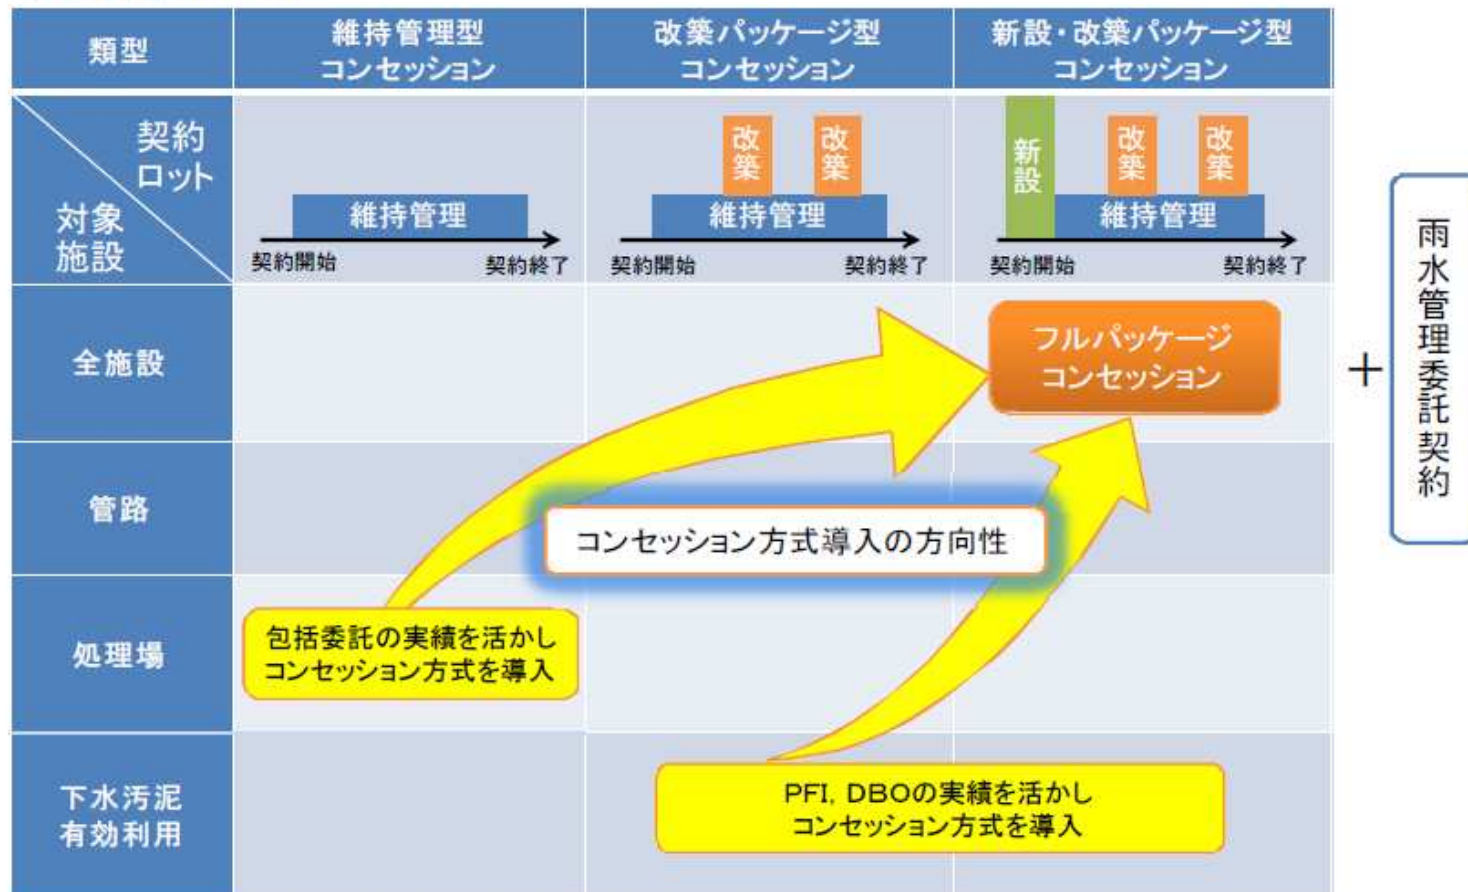 類型
維持管理型
コンセッション
改築パッケージ型
コンセッション
新設・改築パッケージ型
コンセッション
契約
ロット
対象
施設
維持管理
契約開始
契約終了
改築
改築
維持管理
契約開始
契約終了
新設
改築
改築
維持管理
契約開始
契約終了
全施設
フルパッケージ
コンセッション
管路
コンセッション方式導入の方向性
処理場
包括委託の実績を活かし
コンセッション方式を導入
下水汚泥
有効利用
PFI, DBOの実績を活かし
コンセッション方式を導入
+
雨水管理委託契約